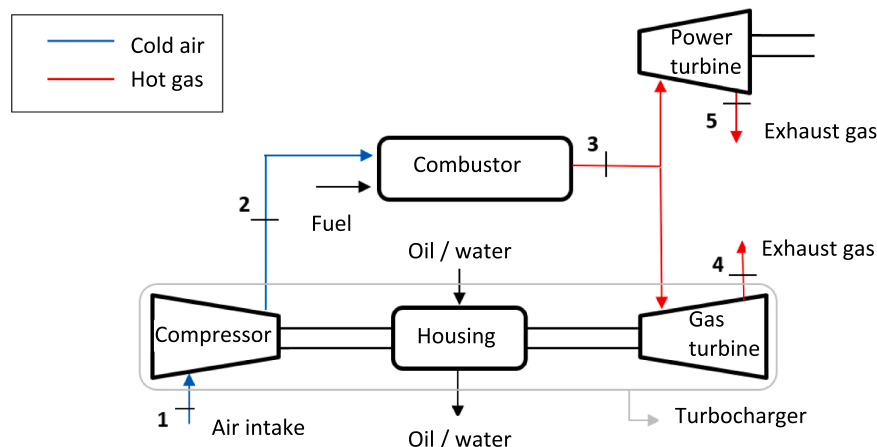 Cold air
Hot gas
Power
turbine
5
Exhaust gas
3
Combustor
2
Fuel
Oil / water
Exhaust gas
4
Compressor
Housing
Gas
turbine
1
Air intake
Turbocharger
Oil / water